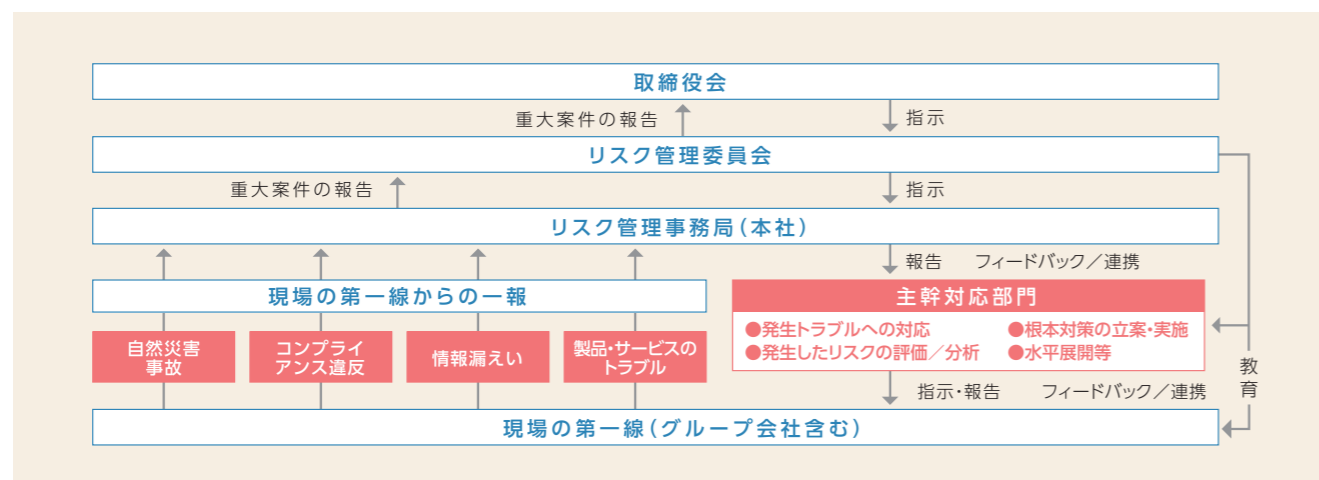 取締役会
重大案件の報告
指示
リスク管理委員会
重大案件の報告
指示
リスク管理事務局(本社)
報告 フィードバック/連携
現場の第一線からの一報
主幹対応部門
●発生トラブルへの対応
●根本対策の立案・実施
●発生したリスクの評価/分析
●水平展開等
自然災害
事故
コンプライ
アンス違反
情報漏えい
製品・サービスの
トラブル
教育
指示・報告 フィードバック/連携
現場の第一線(グループ会社含む)